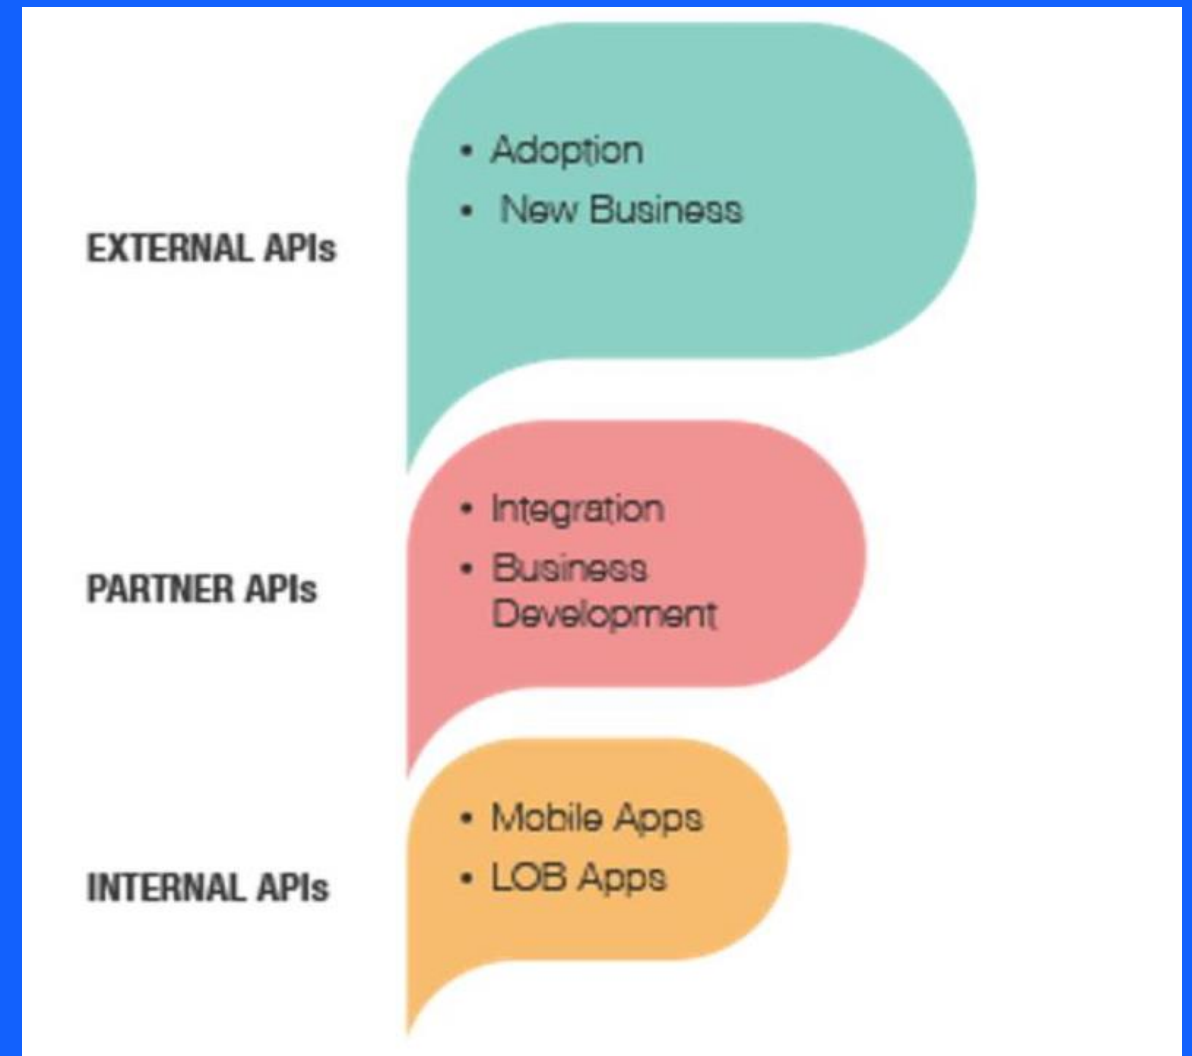 EXTERNAL APIs
• Adoption
• New Business
PARTNER APIs
• Integration
• Business
Development
INTERNAL APIs
• Mobile Apps
• LOB Apps